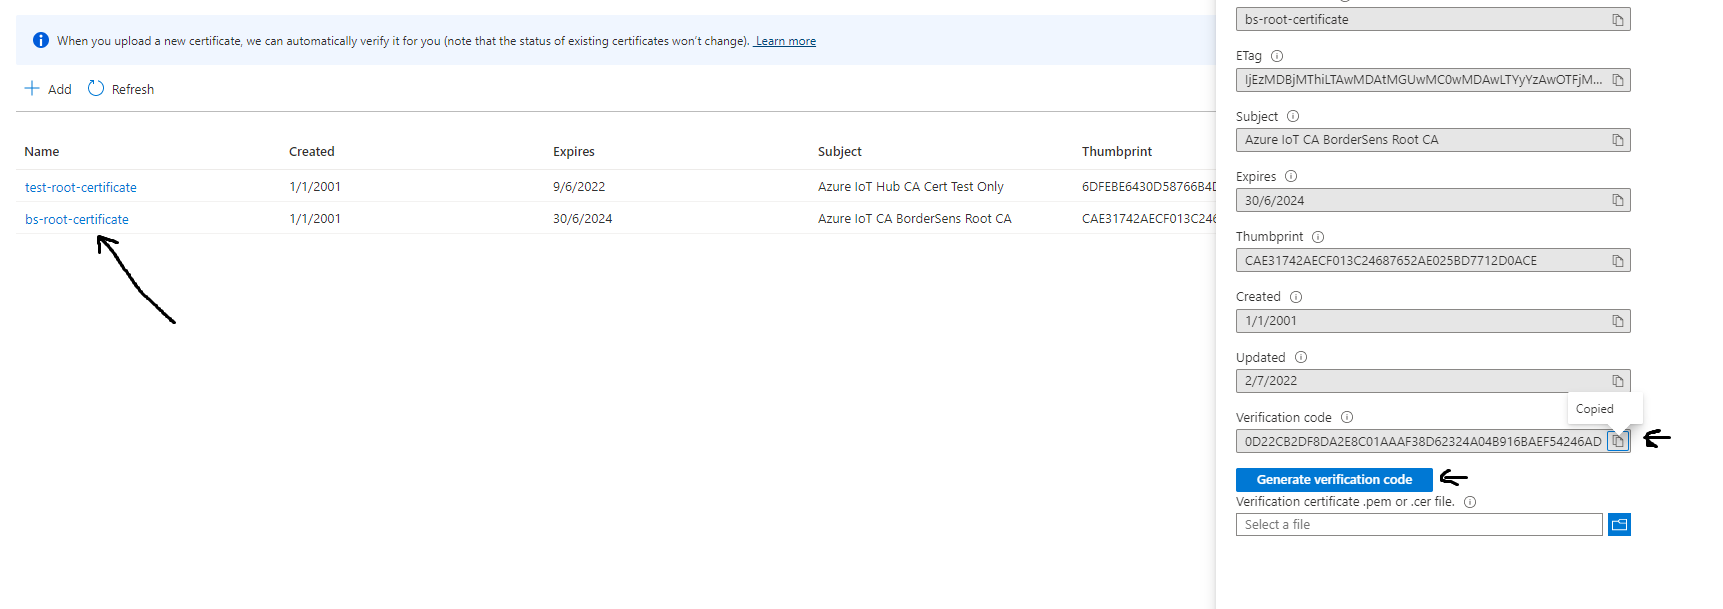 When you upload a new certificate, we can automatically verify it for you (note that the status of existing certificates won't change). Learn more
Add Refresh
Name Created Expires Subject Thumbprint
test-root-certificate 1/1/2001 9/6/2022 Azure IoT Hub CA Cert Test Only 6DFEBE6430D58766B4D
bs-root-certificate 1/1/2001 30/6/2024 Azure IoT CA BorderSens Root CA CAE31742AECF013C246
bs-root-certificate
ETag
IjEzMDBjMThiLTAwMDAtMGUwMC0wMDAwLTYyYzAwOTFjM...
Subject
Azure IoT CA BorderSens Root CA
Expires
30/6/2024
Thumbprint
CAE31742AECF013C24687652AE025BD7712D0ACE
Created
1/1/2001
Updated
2/7/2022
Copied
Verification code
0D22CB2DF8DA2E8C01AAAF38D62324A04B916BAEF54246AD
Generate verification code
Verification certificate .pem or .cer file.
Select a file